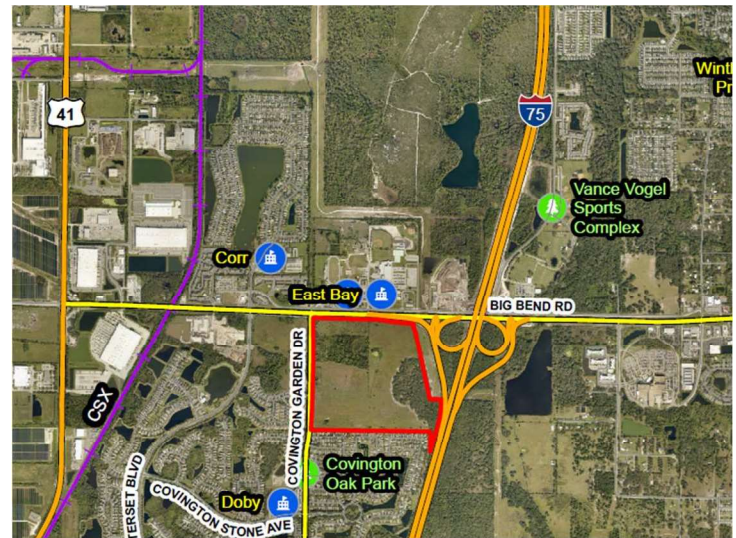 Winth
Pr
41
75
Vance Vogel
Sports
Complex
Corr
East Bay
BIG BEND RD
CSX
COVINGTON GARDEN DR
Covington
Oak Park
TERSET BLVD
Doby
COVINGTON STONE AVE